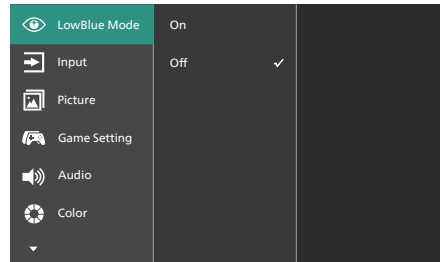 LowBlue Mode
On
Input
Off
Picture
Game Setting
Audio
Color